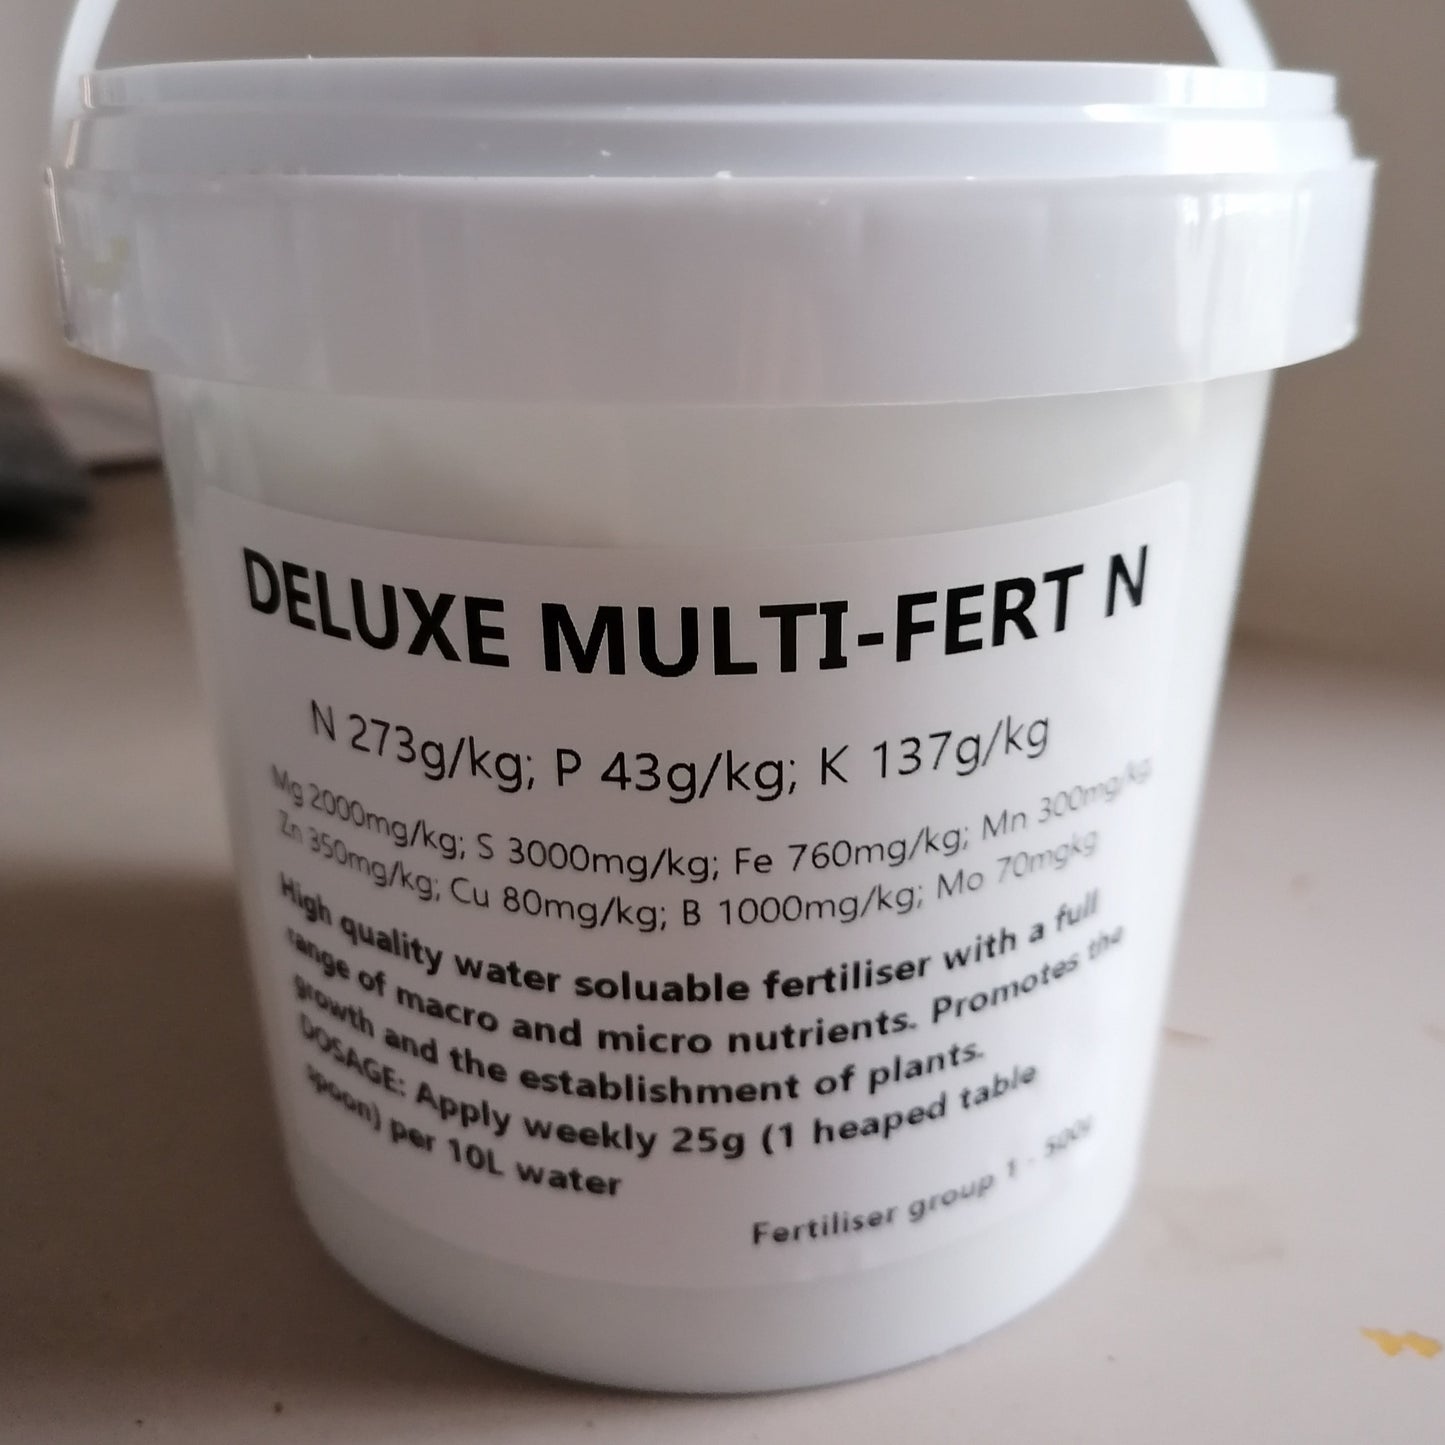 DELUXE MULTI-FERT N
N 273g/kg; P 43g/kg; K 137g/kg
Mg 2000mg/kg; S 3000mg/kg; Fe 760mg/kg; Mn 300mg/kg
Zn 350mg/kg; Cu 80mg/kg; B 1000mg/kg; Mo 70mgkg
High quality water soluable fertiliser with a full
range of macro and micro nutrients. Promotes the
growth and the establishment of plants.
DOSAGE: Apply weekly 25g (1 heaped table
spoon) per 10L water
Fertiliser group 1 - 500g